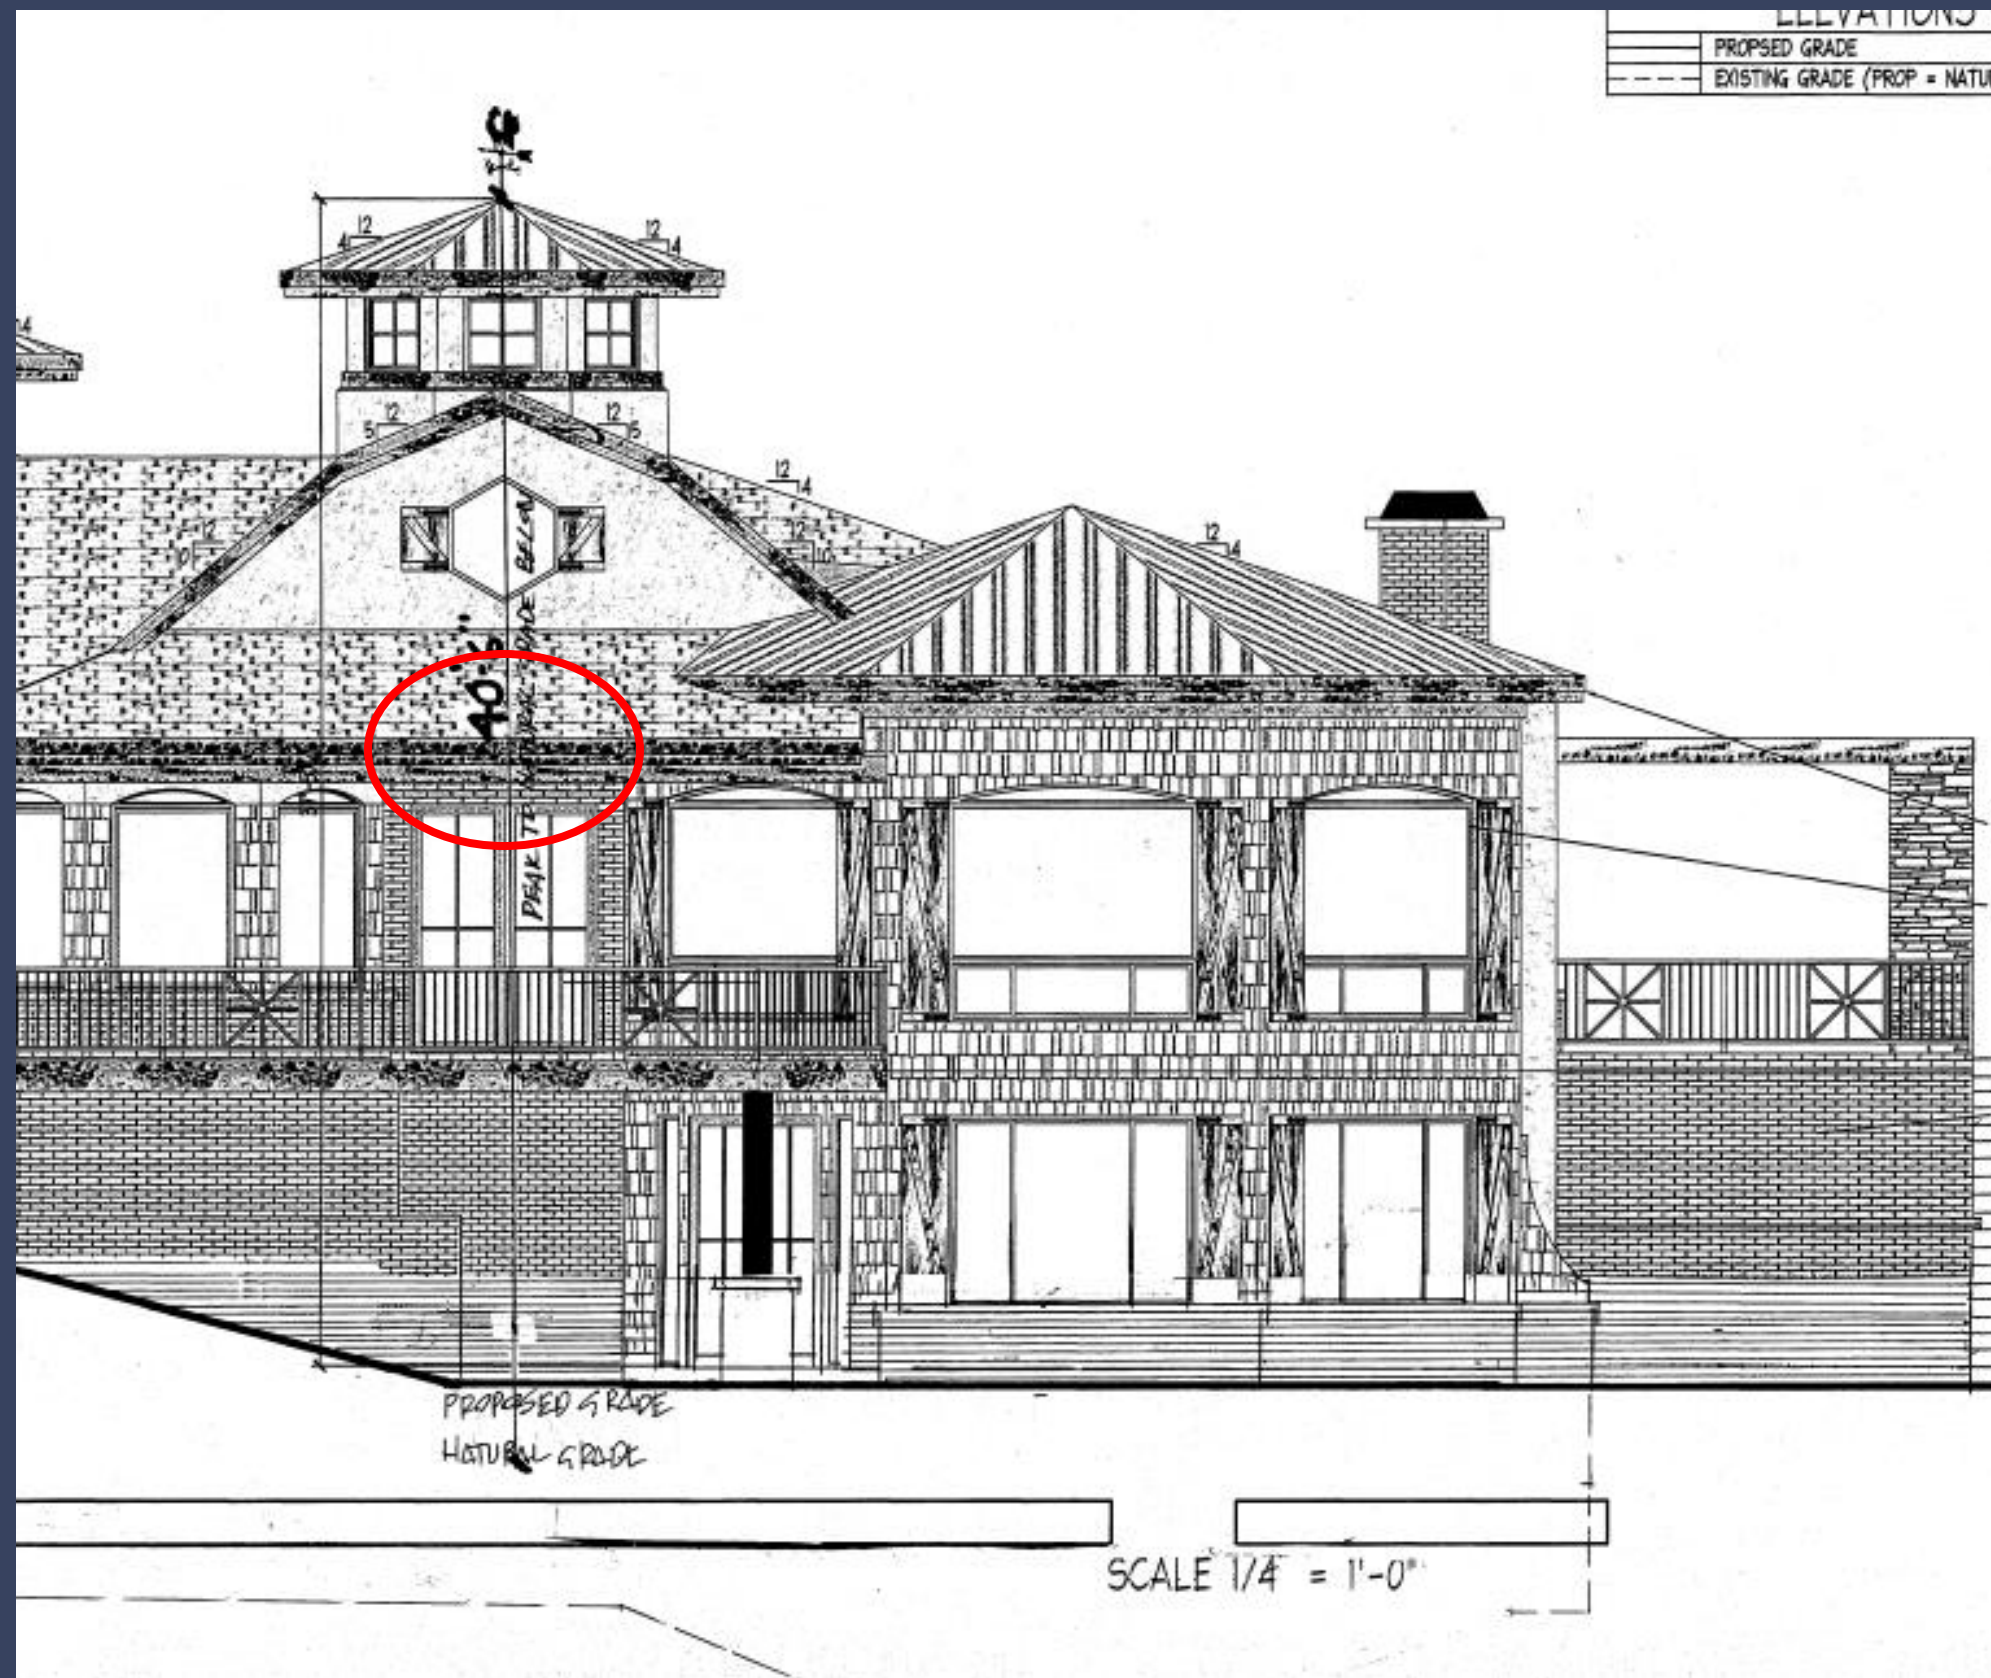 ELEVATIONS
PROPSED GRADE
EXISTING GRADE (PROP = NATU
12
4
12
4
4
12
5
12
5
12
4
12
10
12
10
12
4
40'6"
PEAK TO NATURAL GRADE BELOW
PROPOSED GRADE
NATURAL GRADE
SCALE 1/4 = 1'-0"